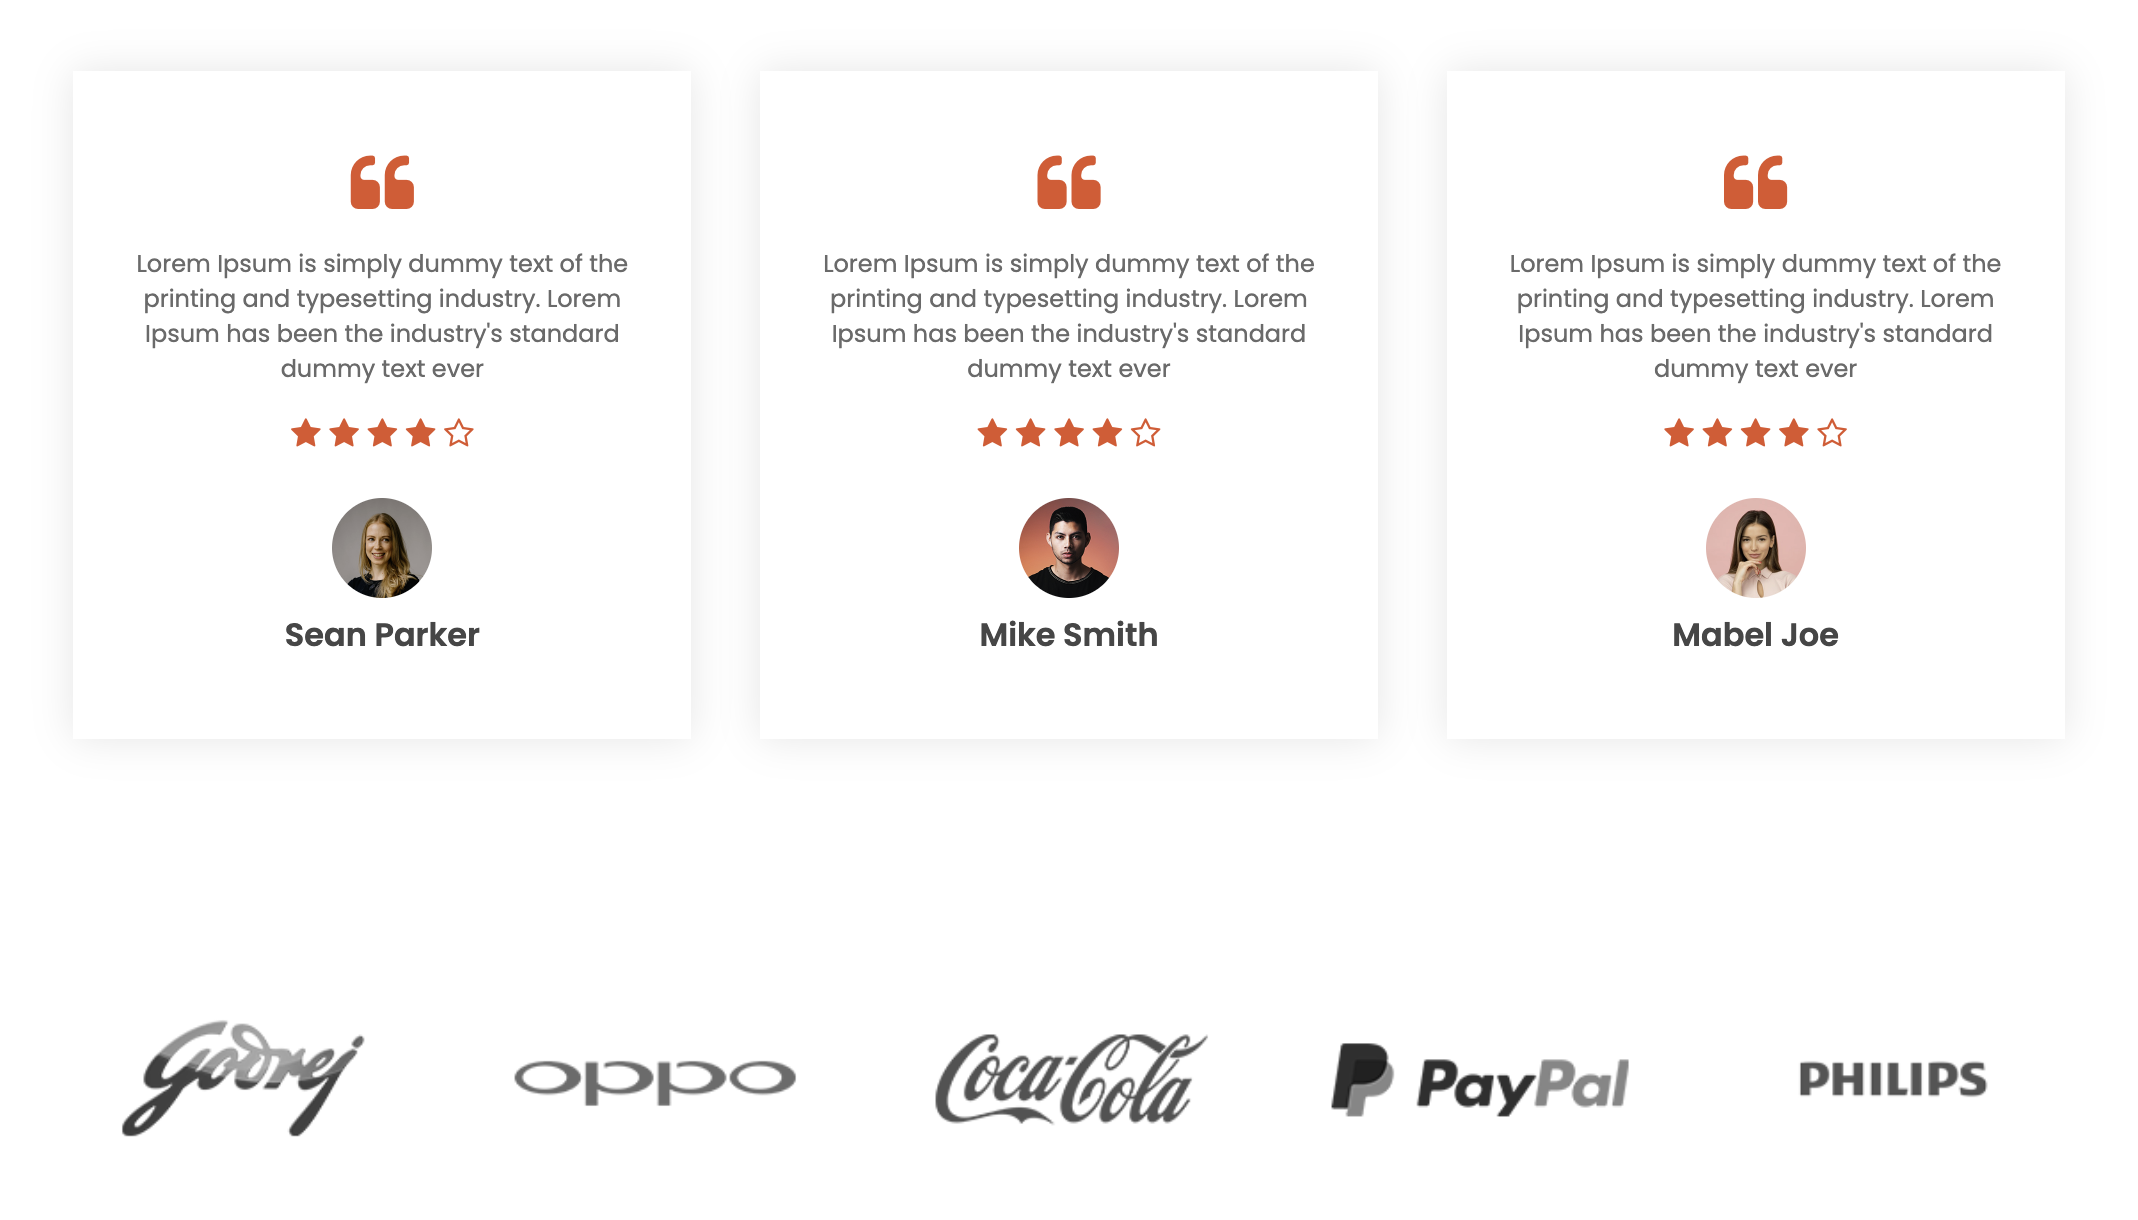 Lorem Ipsum is simply dummy text of the
printing and typesetting industry. Lorem
Ipsum has been the industry's standard
dummy text ever
Sean Parker
Lorem Ipsum is simply dummy text of the
printing and typesetting industry. Lorem
Ipsum has been the industry's standard
dummy text ever
Mike Smith
Lorem Ipsum is simply dummy text of the
printing and typesetting industry. Lorem
Ipsum has been the industry's standard
dummy text ever
Mabel Joe
Godrej
oppo
Coca-Cola
PayPal
PHILIPS